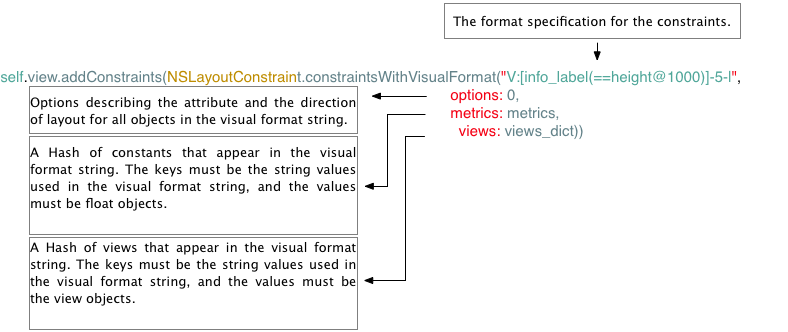 The format specification for the constraints.
self.view.addConstraints(NSLayoutConstraint.constraintsWithVisualFormat("V:[info_label(==height@1000)]-5-|",
options: 0,
metrics: metrics,
views: views_dict))
Options describing the attribute and the direction
of layout for all objects in the visual format string.
A Hash of constants that appear in the visual
format string. The keys must be the string values
used in the visual format string, and the values
must be float objects.
A Hash of views that appear in the visual format
string. The keys must be the string values used in
the visual format string, and the values must be
the view objects.